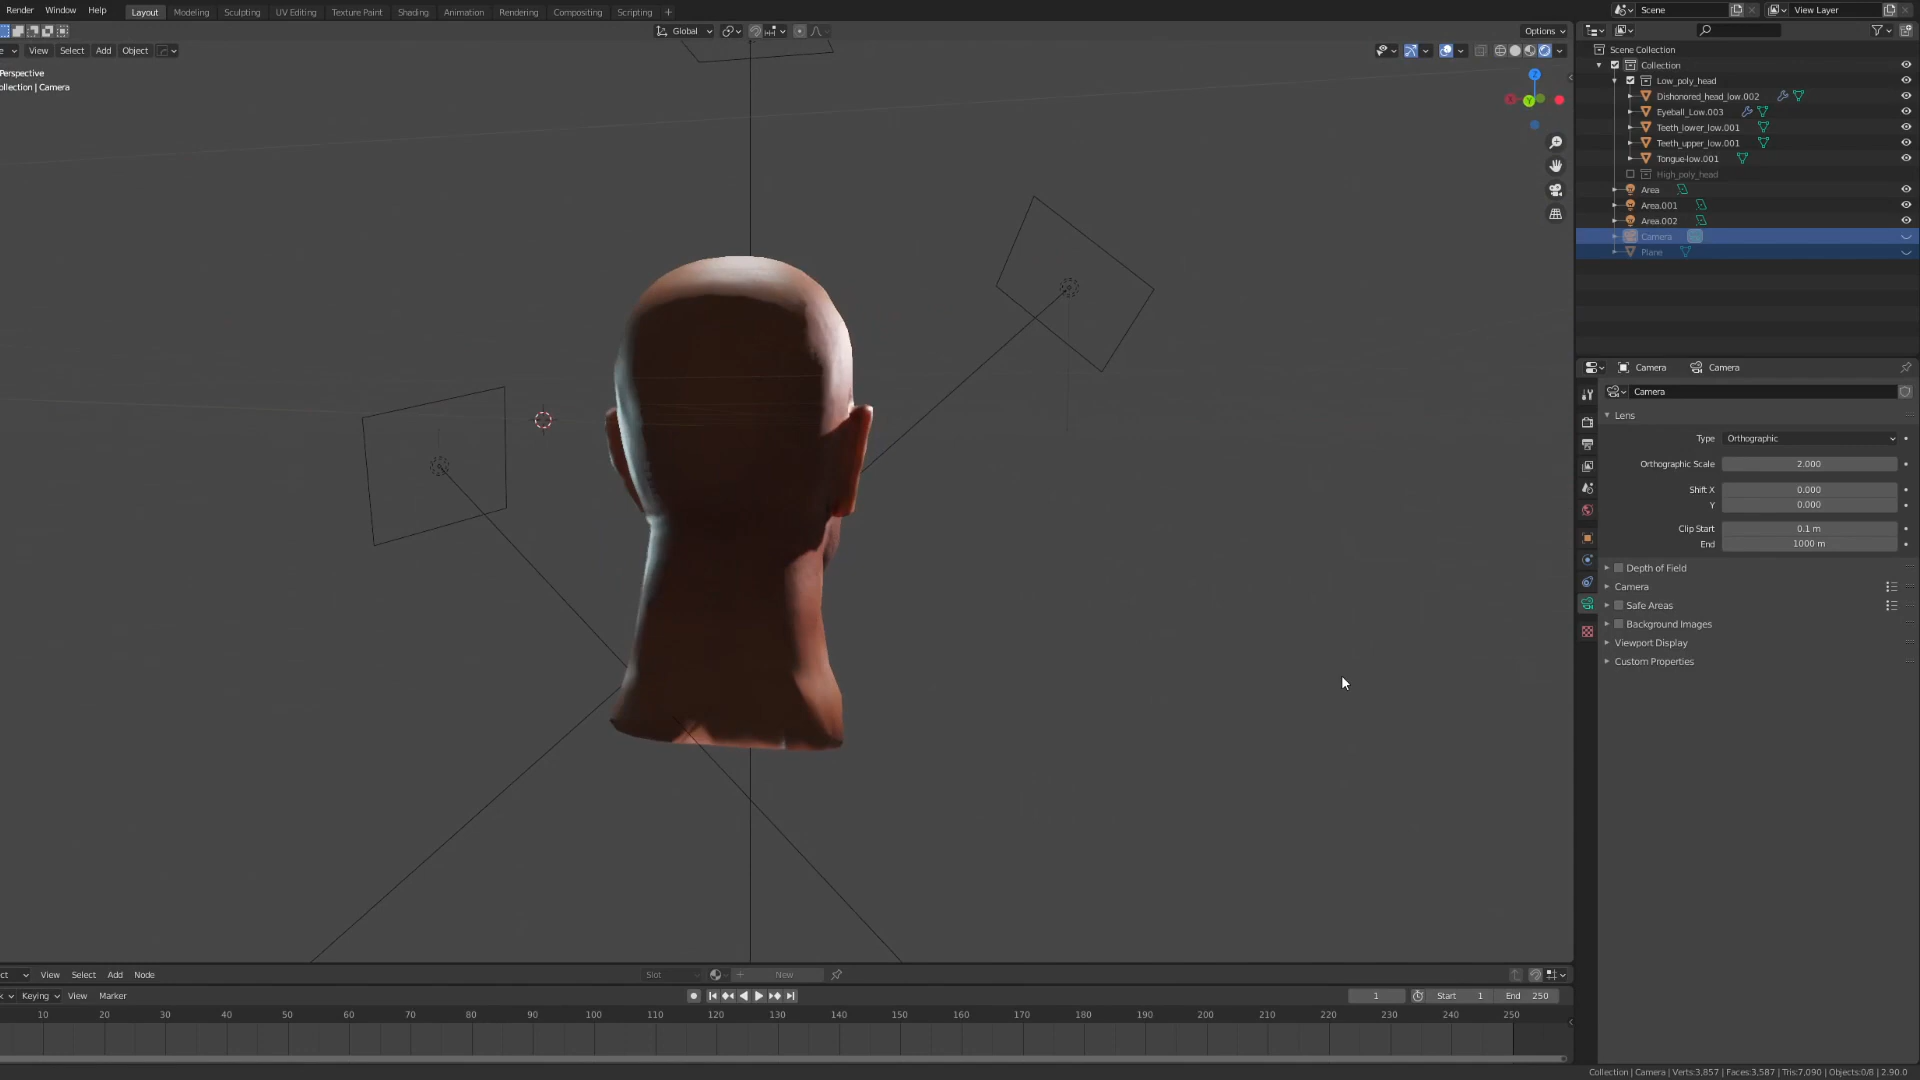 Render Window Help Layout Modeling Sculpting UV Editing Texture Paint Shading Animation Rendering Compositing Scripting + Scene View Layer
View Select Add Object Global Options
Perspective
ollection | Camera
Z
X
Y
Scene Collection
Collection
Low_poly_head
Dishonored_head_low.002
Eyeball_Low.003
Teeth_lower_low.001
Teeth_upper_low.001
Tongue-low.001
High_poly_head
Area
Area.001
Area.002
Camera
Plane
Camera Camera
Camera
Lens
Type Orthographic
Orthographic Scale 2.000
Shift X 0.000
Y 0.000
Clip Start 0.1 m
End 1000 m
Depth of Field
Camera
Safe Areas
Background Images
Viewport Display
Custom Properties
ct View Select Add Node Slot New
Keying View Marker 1 Start 1 End 250
10 20 30 40 50 60 70 80 90 100 110 120 130 140 150 160 170 180 190 200 210 220 230 240 250
Collection | Camera | Verts:3,857 | Faces:3,587 | Tris:7,090 | Objects:0/8 | 2.90.0